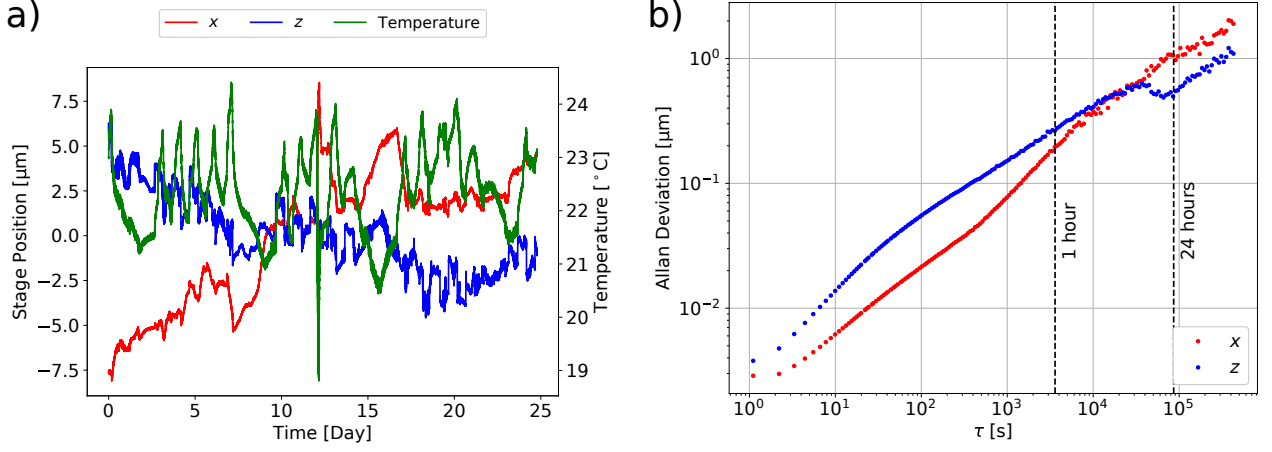 a)
x z Temperature
Stage Position [μm]
7.5
5.0
2.5
0.0
−2.5
−5.0
−7.5
24
23
22
21
20
19
Temperature [°C]
0 5 10 15 20 25
Time [Day]
b)
Allan Deviation [μm]
10⁰
10⁻¹
10⁻²
1 hour
24 hours
x
z
10⁰ 10¹ 10² 10³ 10⁴ 10⁵
τ [s]